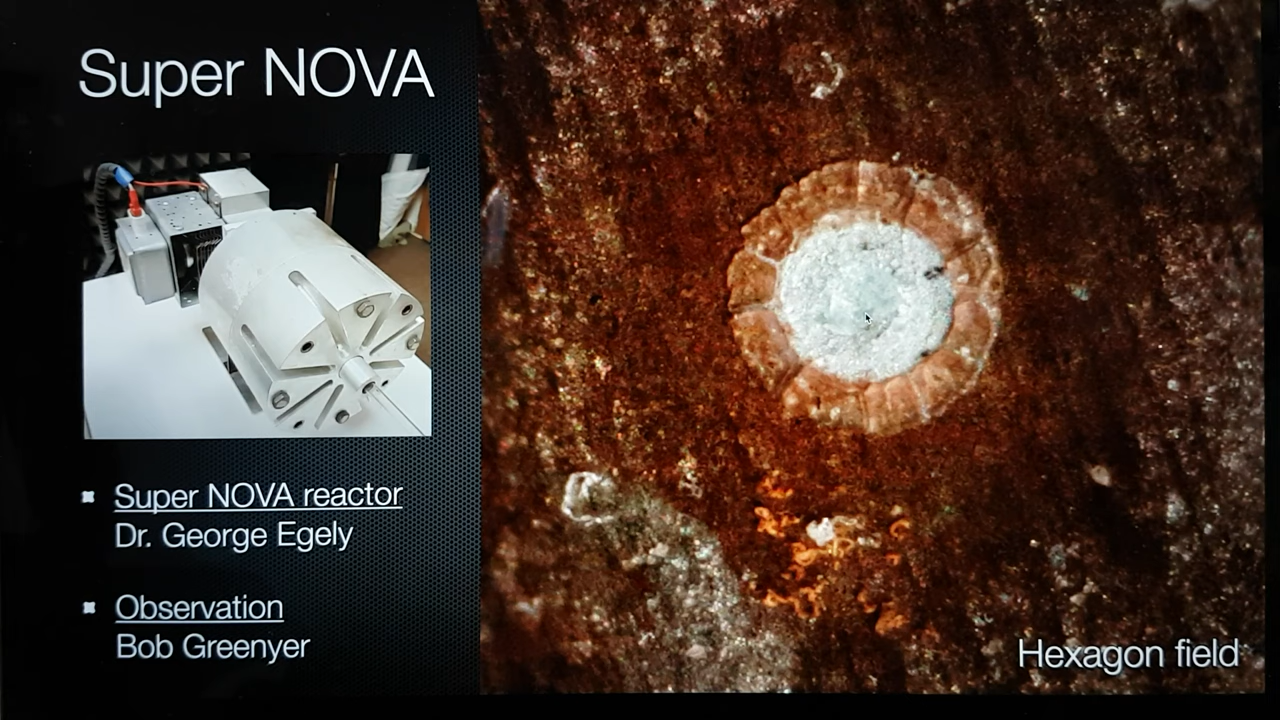 Super NOVA
Super NOVA reactor
Dr. George Egely
Observation
Bob Greenyer
Hexagon field